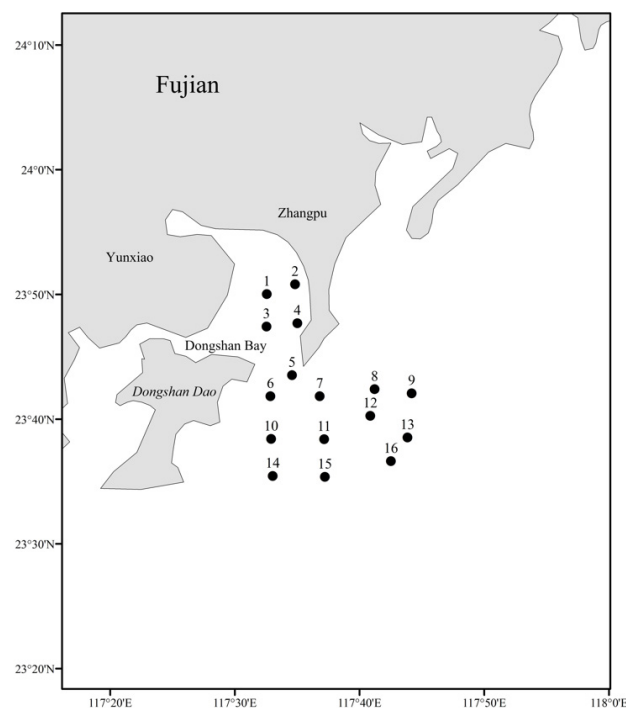 24°10'N
Fujian
24°0'N
Zhangpu
Yunxiao
1 2
23°50'N
3 4
Dongshan Bay
5
6 7 8 9
Dongshan Dao
12
23°40'N
10 11 13
16
14 15
23°30'N
23°20'N
117°20'E 117°30'E 117°40'E 117°50'E 118°0'E